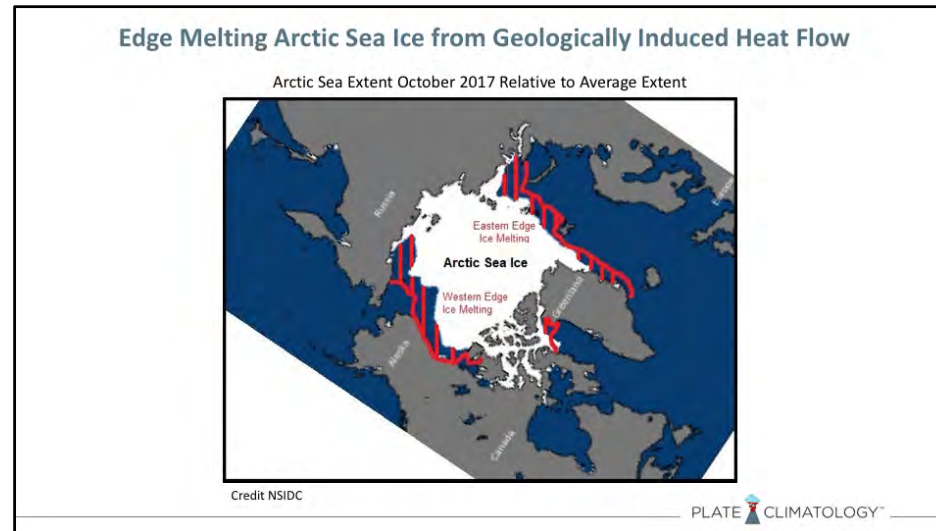 Edge Melting Arctic Sea Ice from Geologically Induced Heat Flow
Arctic Sea Extent October 2017 Relative to Average Extent
Russia
Eastern Edge
Ice Melting
Arctic Sea Ice
Western Edge
Ice Melting
Greenland
Alaska
Canada
Credit NSIDC
PLATE CLIMATOLOGY™